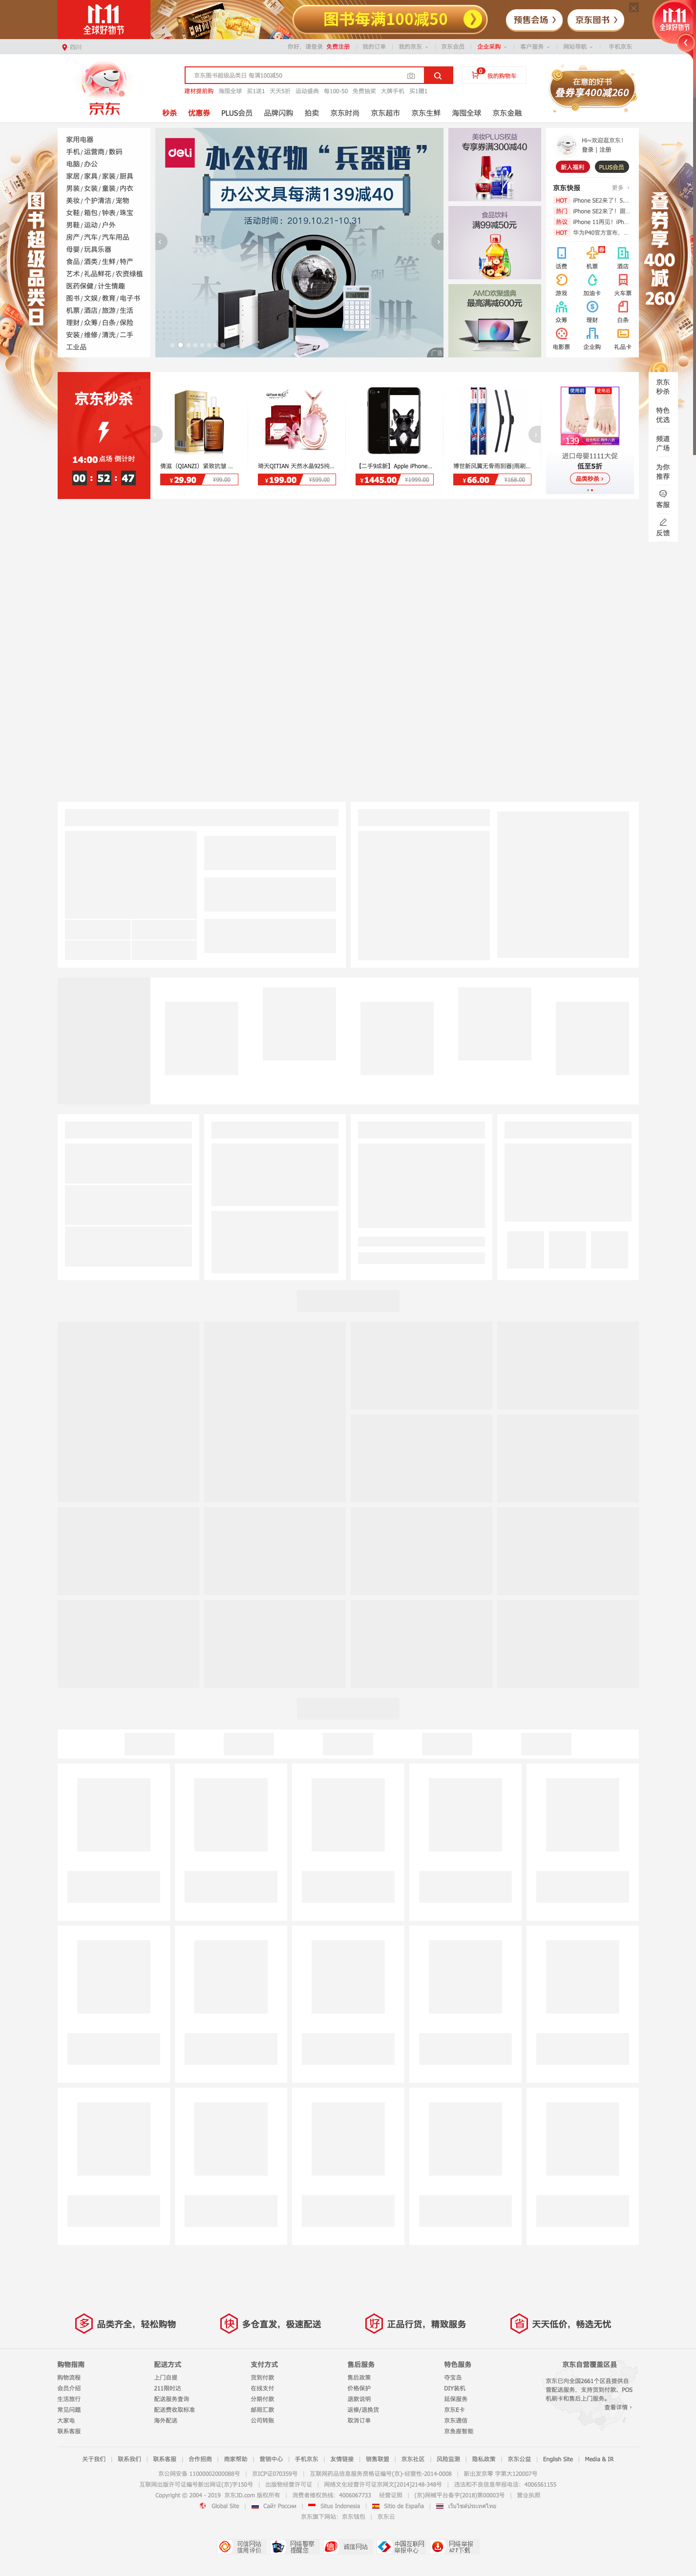 11.11
全球好物节
图书每满100减50
预售会场
京东图书
11.11
全球好物节
四川
你好，请登录 免费注册
我的订单
我的京东
京东会员
企业采购
客户服务
网站导航
手机京东
京东
京东图书超级品类日 每满100减50
0
我的购物车
在意的好书
叠券享400减260
建材提前购 海囤全球 买1送1 天天5折 运动盛典 每100-50 免费抽奖 大牌手机 买1赠1
秒杀 优惠券 PLUS会员 品牌闪购 拍卖 京东时尚 京东超市 京东生鲜 海囤全球 京东金融
图书超级品类日
叠券享400减260
家用电器
手机/运营商/数码
电脑/办公
家居/家具/家装/厨具
男装/女装/童装/内衣
美妆/个护清洁/宠物
女鞋/箱包/钟表/珠宝
男鞋/运动/户外
房产/汽车/汽车用品
母婴/玩具乐器
食品/酒类/生鲜/特产
艺术/礼品鲜花/农资绿植
医药保健/计生情趣
图书/文娱/教育/电子书
机票/酒店/旅游/生活
理财/众筹/白条/保险
安装/维修/清洗/二手
工业品
deli
办公好物“兵器谱”
办公文具每满139减40
活动时间：2019.10.21-10.31
广告
美妆PLUS权益
专享券满300减40
食品饮料
满99减50元
AMD欢聚盛典
最高满减600元
Hi~欢迎逛京东！
登录 | 注册
新人福利
PLUS会员
京东快报
更多
HOT iPhone SE2来了！5...
热门 iPhone SE2来了！跟...
热议 iPhone 11再见！iPh...
HOT 华为P40官方宣布、...
话费
机票
酒店
游戏
加油卡
火车票
众筹
理财
白条
电影票
企业购
礼品卡
京东秒杀
14:00点场 倒计时
00:52:47
倩滋（QIANZI）紧致抗皱 ...
¥29.90
¥99.00
琦天QITIAN 天然水晶925纯...
¥199.00
¥599.00
【二手9成新】Apple iPhone...
¥1445.00
¥1999.00
博世新风翼无骨雨刮器|雨刷...
¥66.00
¥168.00
使用前
使用后
139
进口母婴1111大促
低至5折
品类秒杀
京东
秒杀
特色
优选
频道
广场
为你
推荐
客服
反馈
多 品类齐全，轻松购物
快 多仓直发，极速配送
好 正品行货，精致服务
省 天天低价，畅选无忧
购物指南
购物流程
会员介绍
生活旅行
常见问题
大家电
联系客服
配送方式
上门自提
211限时达
配送服务查询
配送费收取标准
海外配送
支付方式
货到付款
在线支付
分期付款
邮局汇款
公司转账
售后服务
售后政策
价格保护
退款说明
返修/退换货
取消订单
特色服务
夺宝岛
DIY装机
延保服务
京东E卡
京东通信
京鱼座智能
京东自营覆盖区县
京东已向全国2661个区县提供自
营配送服务，支持货到付款、POS
机刷卡和售后上门服务。
查看详情
关于我们 | 联系我们 | 联系客服 | 合作招商 | 商家帮助 | 营销中心 | 手机京东 | 友情链接 | 销售联盟 | 京东社区 | 风险监测 | 隐私政策 | 京东公益 | English Site | Media & IR
京公网安备 11000002000088号 | 京ICP证070359号 | 互联网药品信息服务资格证编号(京)-经营性-2014-0008 | 新出发京零 字第大120007号
互联网出版许可证编号新出网证(京)字150号 | 出版物经营许可证 | 网络文化经营许可证京网文[2014]2148-348号 | 违法和不良信息举报电话：4006561155
Copyright © 2004 - 2019 京东JD.com 版权所有 | 消费者维权热线：4006067733 经营证照 | (京)网械平台备字(2018)第00003号 | 营业执照
Global Site | Сайт России | Situs Indonesia | Sitio de España | เว็บไซต์ประเทศไทย
京东旗下网站：京东钱包 | 京东云
可信网站
信用评价
网络警察
提醒您
诚信网站
中国互联网
举报中心
网络举报
APP下载